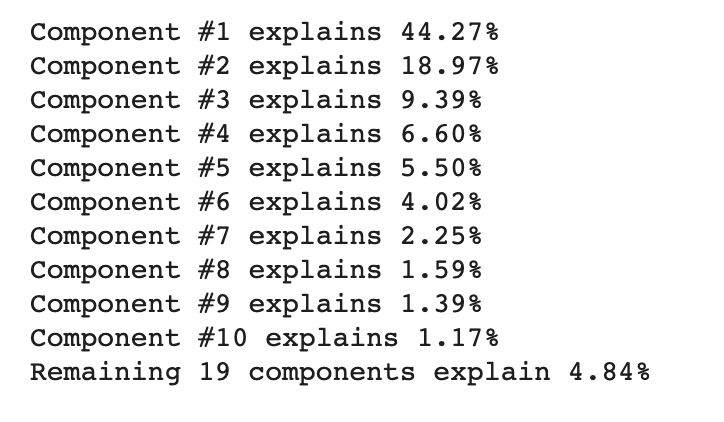 Component #1 explains 44.27%
Component #2 explains 18.97%
Component #3 explains 9.39%
Component #4 explains 6.60%
Component #5 explains 5.50%
Component #6 explains 4.02%
Component #7 explains 2.25%
Component #8 explains 1.59%
Component #9 explains 1.39%
Component #10 explains 1.17%
Remaining 19 components explain 4.84%